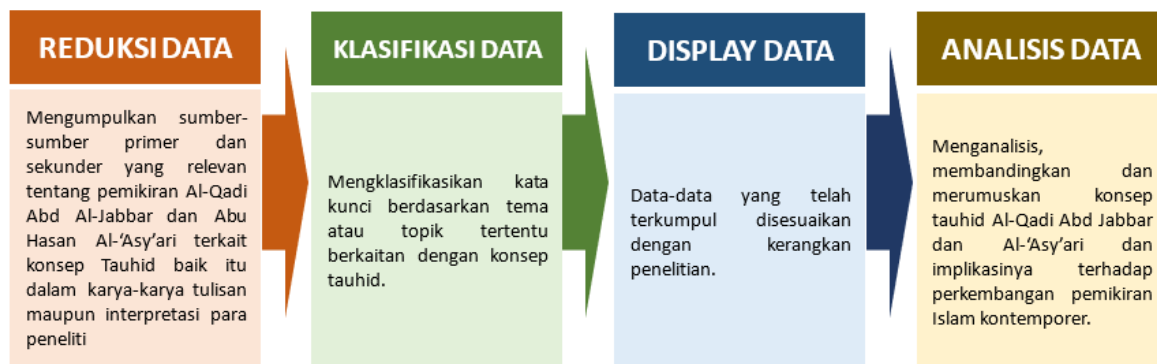 REDUKSI DATA
Mengumpulkan sumber-
sumber primer dan
sekunder yang relevan
tentang pemikiran Al-Qadi
Abd Al-Jabbar dan Abu
Hasan Al-‘Asy’ari terkait
konsep Tauhid baik itu
dalam karya-karya tulisan
maupun interpretasi para
peneliti
KLASIFIKASI DATA
Mengklasifikasikan kata
kunci berdasarkan tema
atau topik tertentu
berkaitan dengan konsep
tauhid.
DISPLAY DATA
Data-data yang telah
terkumpul disesuaikan
dengan kerangkan
penelitian.
ANALISIS DATA
Menganalisis,
membandingkan dan
merumuskan konsep
tauhid Al-Qadi Abd Jabbar
dan Al-‘Asy’ari dan
implikasinya terhadap
perkembangan pemikiran
Islam kontemporer.